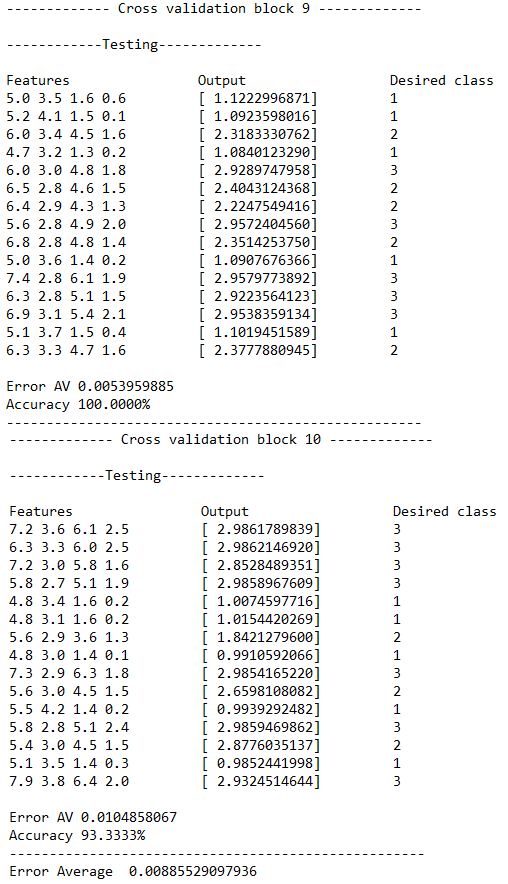 ------------- Cross validation block 9 -------------
------------Testing-------------
Features Output Desired class
5.0 3.5 1.6 0.6 [ 1.1222996871] 1
5.2 4.1 1.5 0.1 [ 1.0923598016] 1
6.0 3.4 4.5 1.6 [ 2.3183330762] 2
4.7 3.2 1.3 0.2 [ 1.0840123290] 1
6.0 3.0 4.8 1.8 [ 2.9289747958] 3
6.5 2.8 4.6 1.5 [ 2.4043124368] 2
6.4 2.9 4.3 1.3 [ 2.2247549416] 2
5.6 2.8 4.9 2.0 [ 2.9572404560] 3
6.8 2.8 4.8 1.4 [ 2.3514253750] 2
5.0 3.6 1.4 0.2 [ 1.0907676366] 1
7.4 2.8 6.1 1.9 [ 2.9579773892] 3
6.3 2.8 5.1 1.5 [ 2.9223564123] 3
6.9 3.1 5.4 2.1 [ 2.9538359134] 3
5.1 3.7 1.5 0.4 [ 1.1019451589] 1
6.3 3.3 4.7 1.6 [ 2.3777880945] 2
Error AV 0.0053959885
Accuracy 100.0000%
----------------------------------------------------
------------- Cross validation block 10 -------------
------------Testing-------------
Features Output Desired class
7.2 3.6 6.1 2.5 [ 2.9861789839] 3
6.3 3.3 6.0 2.5 [ 2.9862146920] 3
7.2 3.0 5.8 1.6 [ 2.8528489351] 3
5.8 2.7 5.1 1.9 [ 2.9858967609] 3
4.8 3.4 1.6 0.2 [ 1.0074597716] 1
4.8 3.1 1.6 0.2 [ 1.0154420269] 1
5.6 2.9 3.6 1.3 [ 1.8421279600] 2
4.8 3.0 1.4 0.1 [ 0.9910592066] 1
7.3 2.9 6.3 1.8 [ 2.9854165220] 3
5.6 3.0 4.5 1.5 [ 2.6598108082] 2
5.5 4.2 1.4 0.2 [ 0.9939292482] 1
5.8 2.8 5.1 2.4 [ 2.9859469862] 3
5.4 3.0 4.5 1.5 [ 2.8776035137] 2
5.1 3.5 1.4 0.3 [ 0.9852441998] 1
7.9 3.8 6.4 2.0 [ 2.9324514644] 3
Error AV 0.0104858067
Accuracy 93.3333%
----------------------------------------------------
Error Average 0.00885529097936